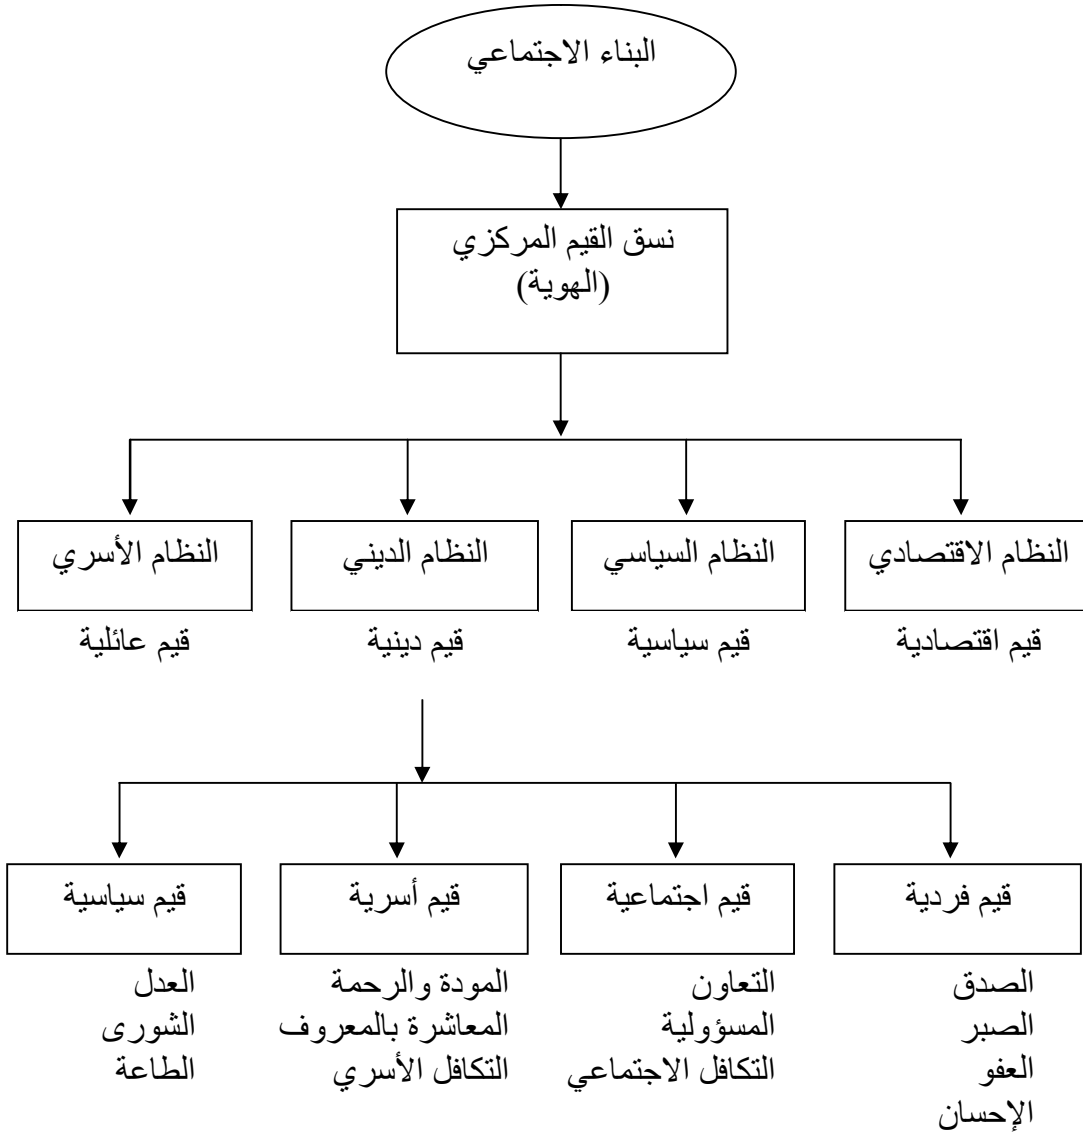 البناء الاجتماعي
نسق القيم المركزي
(الهوية)
النظام الاقتصادي
النظام السياسي
النظام الديني
النظام الأسري
قيم اقتصادية
قيم سياسية
قيم دينية
قيم عائلية
قيم فردية
قيم اجتماعية
قيم أسرية
قيم سياسية
الصدق
الصبر
العفو
الإحسان
التعاون
المسؤولية
التكافل الاجتماعي
المودة والرحمة
المعاشرة بالمعروف
التكافل الأسري
العدل
الشورى
الطاعة